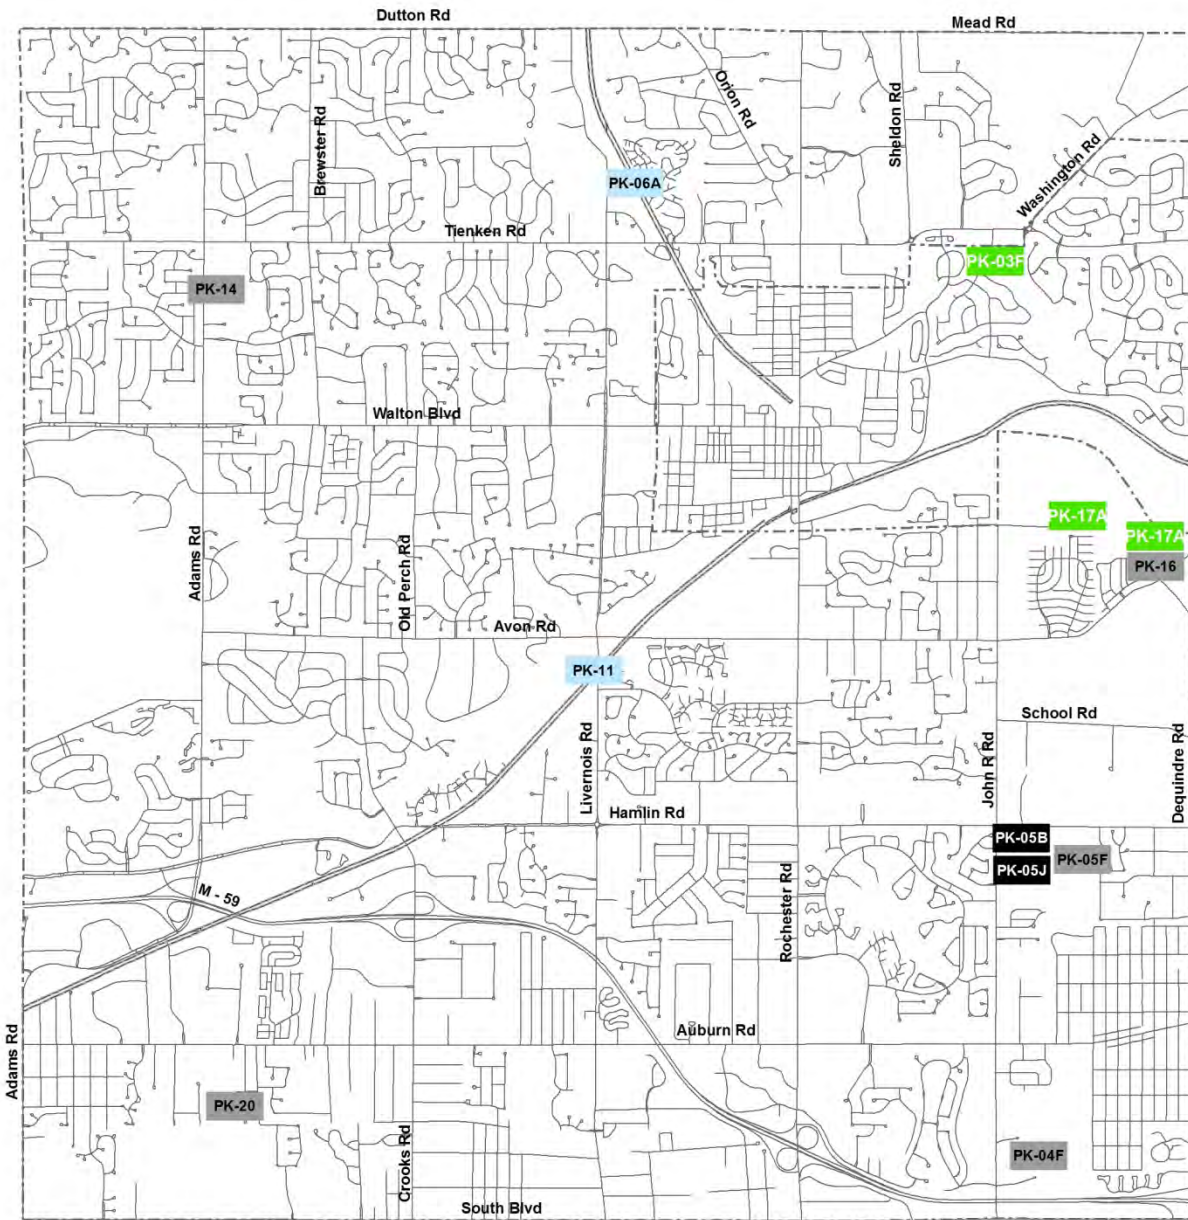 Dutton Rd
Mead Rd
Orion Rd
Sheldon Rd
Brewster Rd
Washington Rd
PK-06A
Tienken Rd
PK-03F
PK-14
Walton Blvd
Adams Rd
Old Perch Rd
PK-17A
PK-17A
PK-16
Avon Rd
PK-11
School Rd
Livernois Rd
John R Rd
Dequindre Rd
Hamlin Rd
PK-05B
PK-05F
PK-05J
M - 59
Rochester Rd
Auburn Rd
Adams Rd
PK-20
Crooks Rd
PK-04F
South Blvd